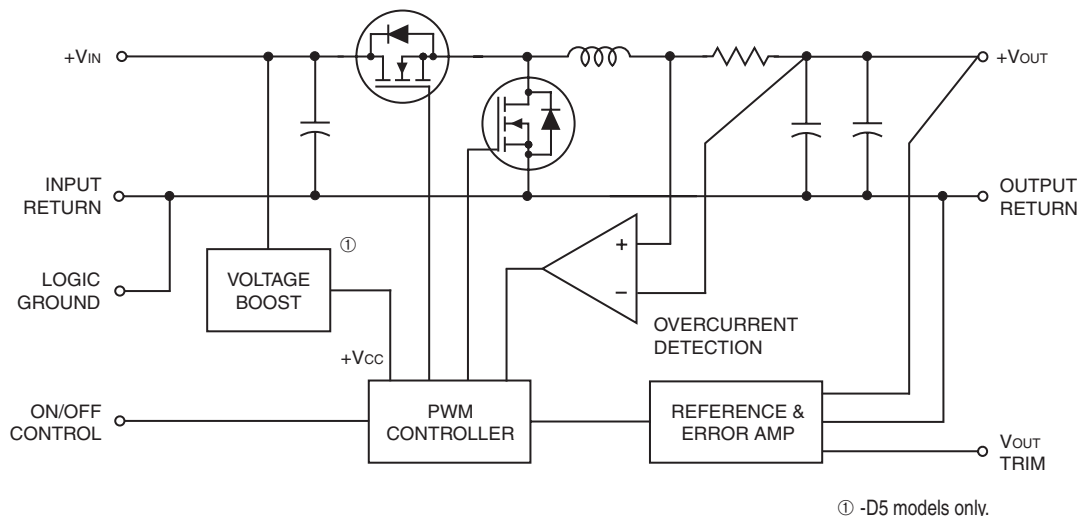 +VIN
+VOUT
INPUT
RETURN
OUTPUT
RETURN
①
LOGIC
GROUND
VOLTAGE
BOOST
+
−
OVERCURRENT
DETECTION
+VCC
ON/OFF
CONTROL
PWM
CONTROLLER
REFERENCE &
ERROR AMP
VOUT
TRIM
① -D5 models only.